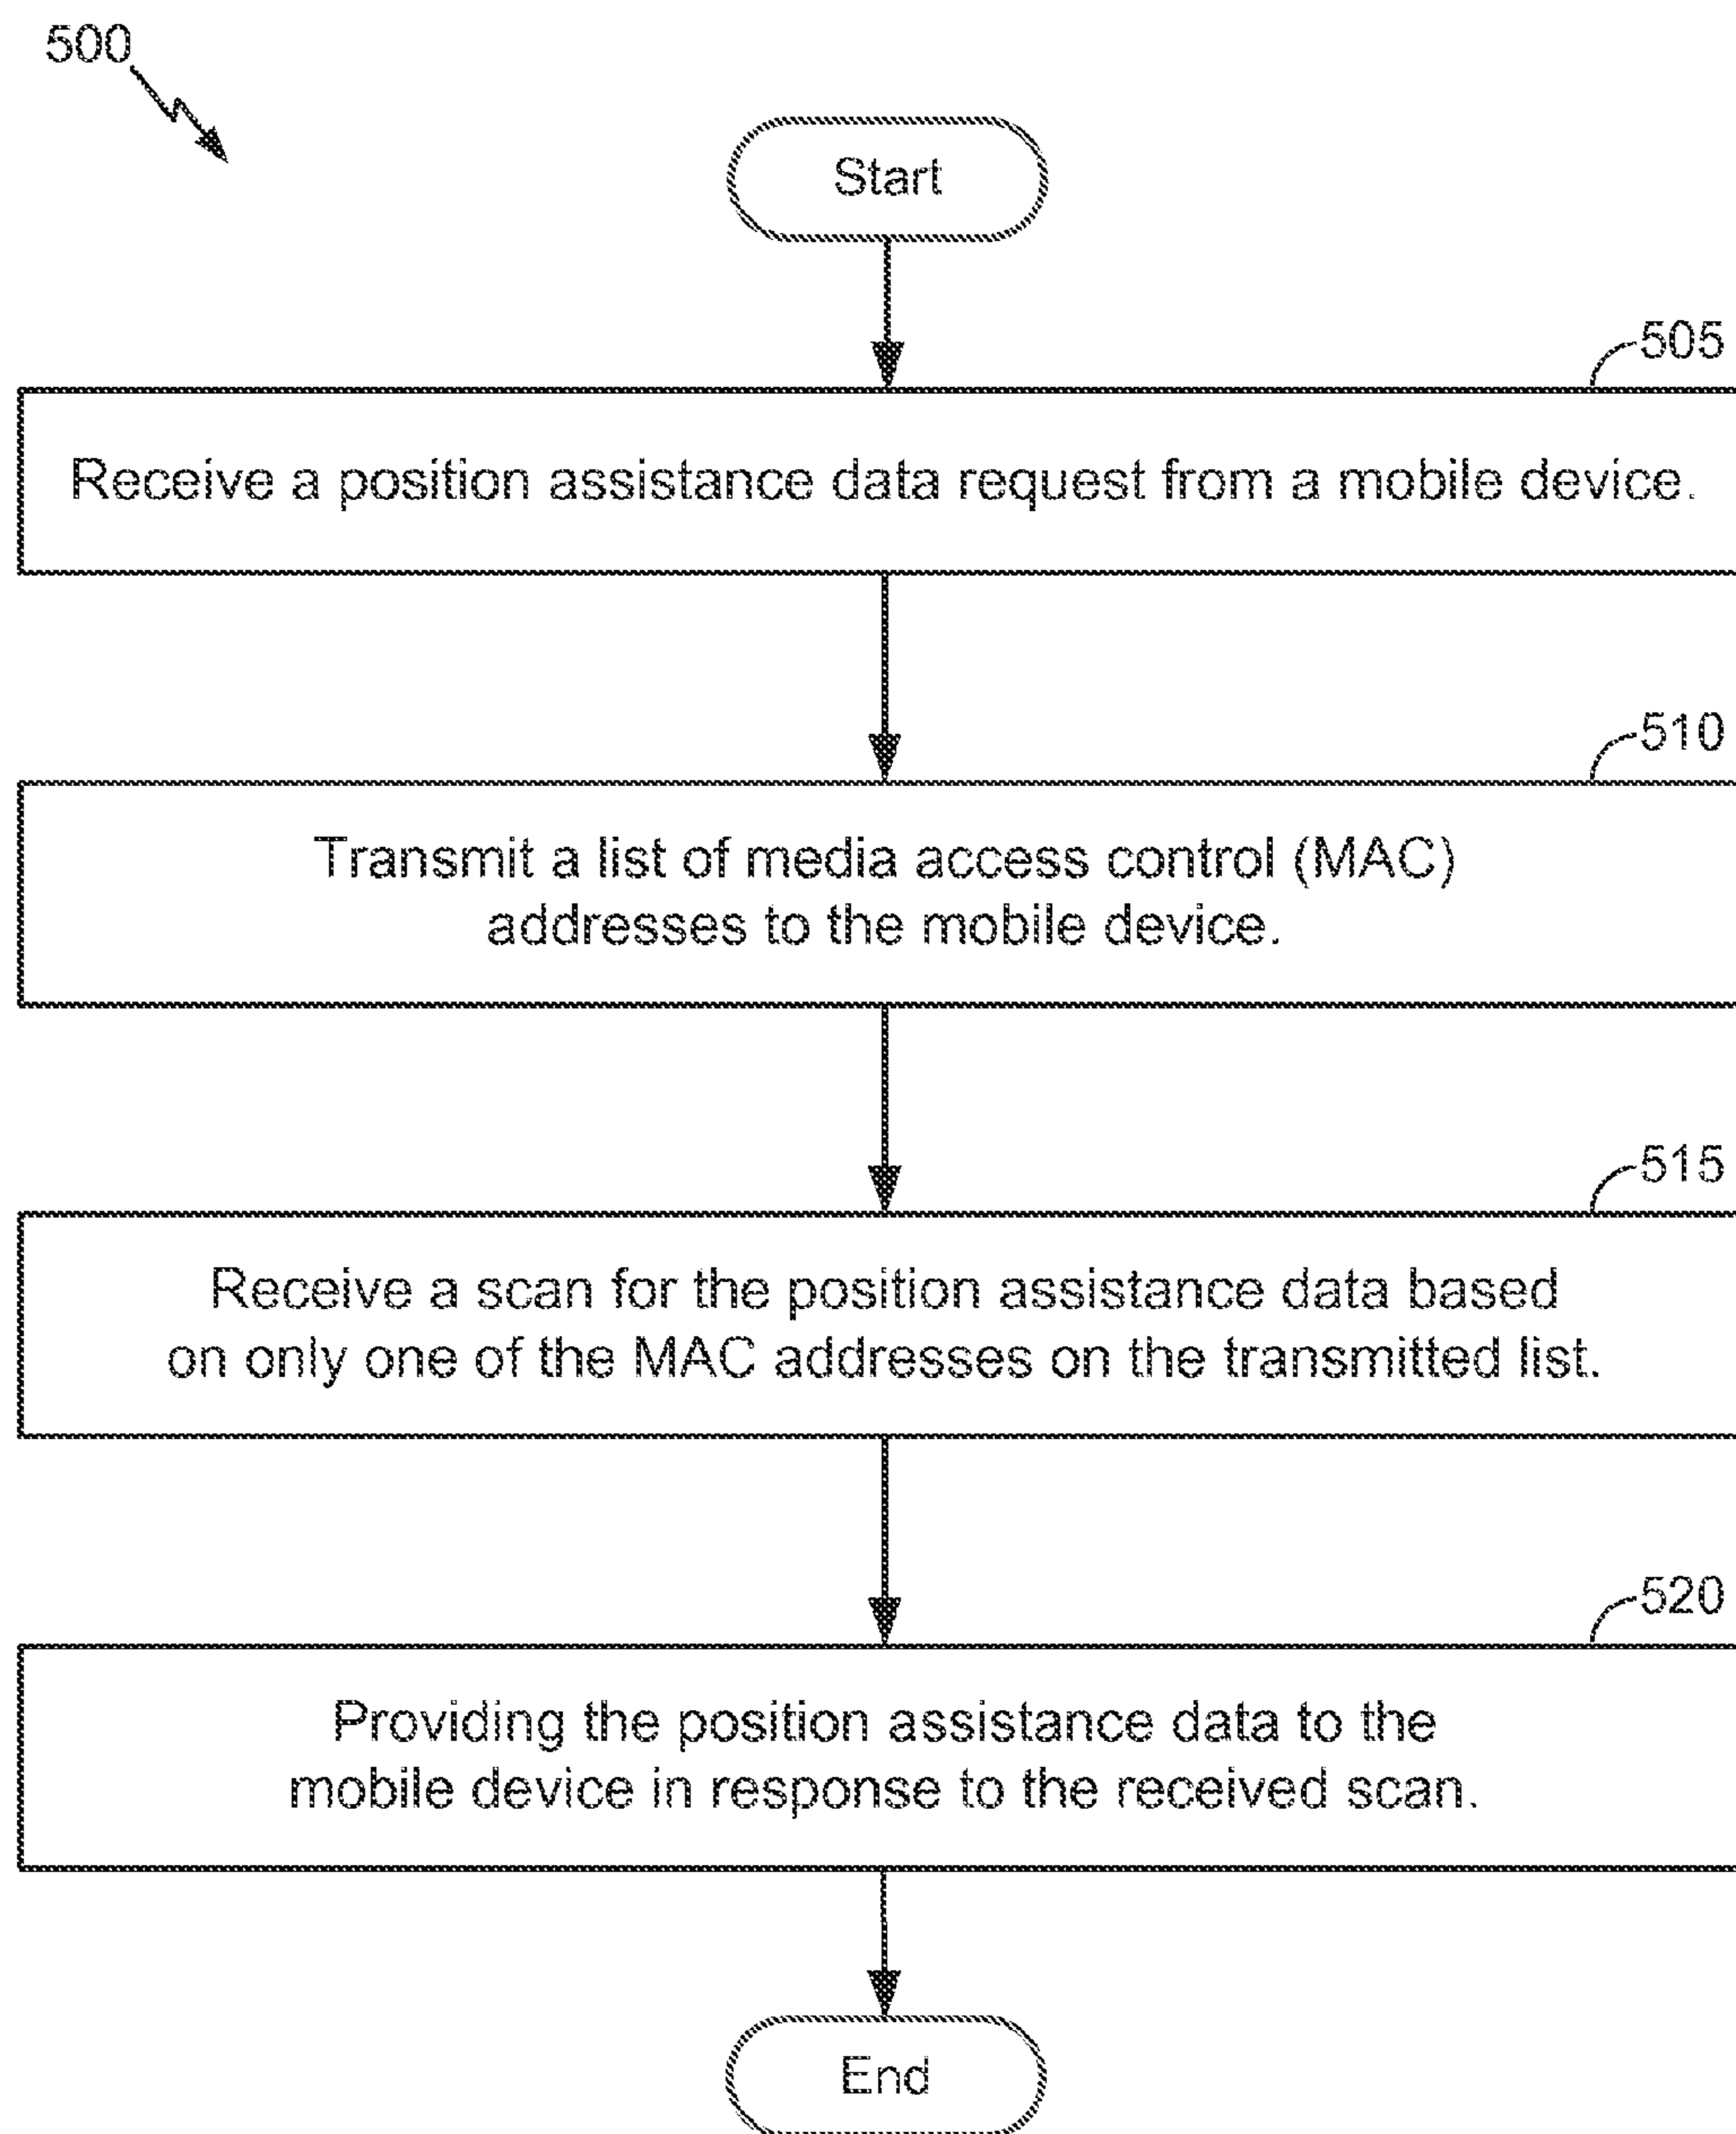 500
Start
505
Receive a position assistance data request from a mobile device.
510
Transmit a list of media access control (MAC)
addresses to the mobile device.
515
Receive a scan for the position assistance data based
on only one of the MAC addresses on the transmitted list.
520
Providing the position assistance data to the
mobile device in response to the received scan.
End